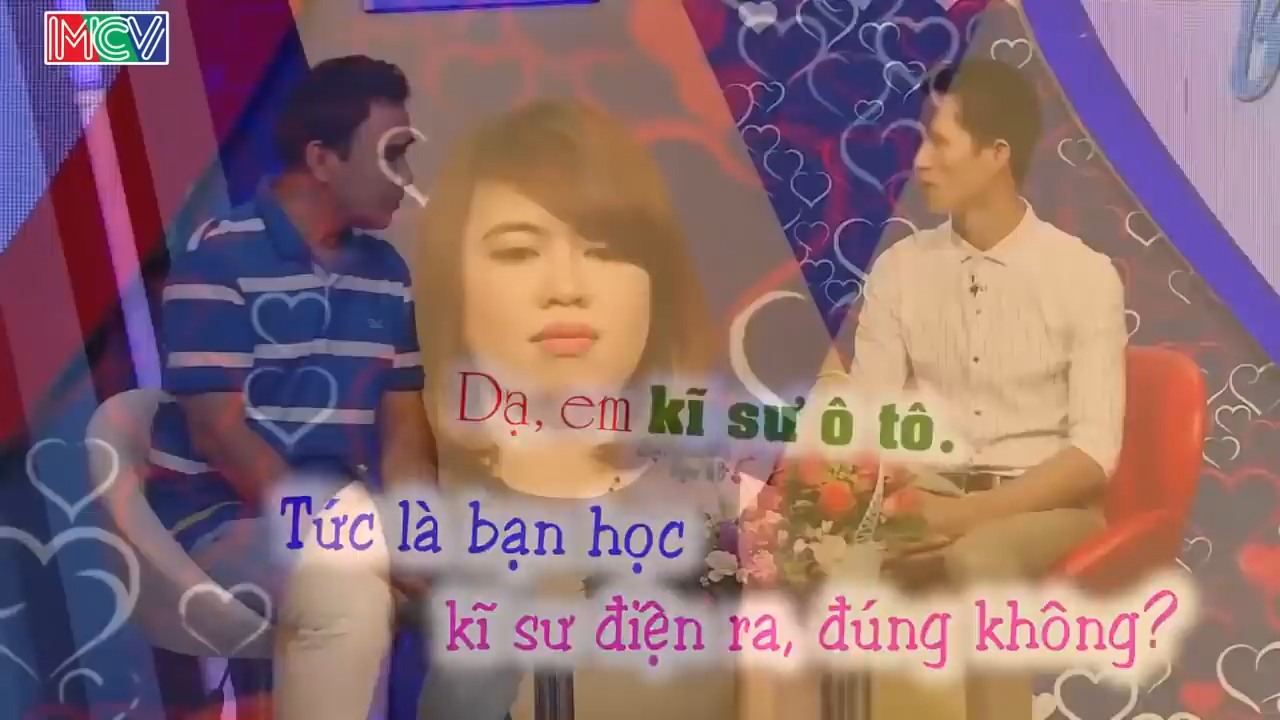 MCV
Dạ, em kĩ sư ô tô.
Tức là bạn học
kĩ sư điện ra, đúng không?